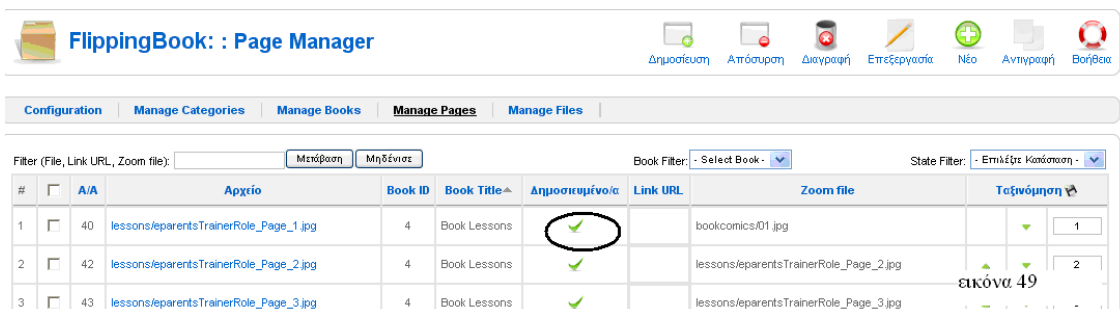 FlippingBook: : Page Manager
Δημοσίευση Απόσυρση Διαγραφή Επεξεργασία Νέο Αντιγραφή Βοήθεια
Configuration Manage Categories Manage Books Manage Pages Manage Files
Filter (File, Link URL, Zoom file): Μετάβαση Μηδένισε Book Filter: - Select Book - State Filter: - Επιλέξτε Κατάσταση -
# A/A Αρχείο Book ID Book Title Δημοσιευμένο/α Link URL Zoom file Ταξινόμηση
1 40 lessons/eparentsTrainerRole_Page_1.jpg 4 Book Lessons bookcomics/01.jpg 1
2 42 lessons/eparentsTrainerRole_Page_2.jpg 4 Book Lessons lessons/eparentsTrainerRole_Page_2.jpg 2
εικόνα 49
3 43 lessons/eparentsTrainerRole_Page_3.jpg 4 Book Lessons lessons/eparentsTrainerRole_Page_3.jpg